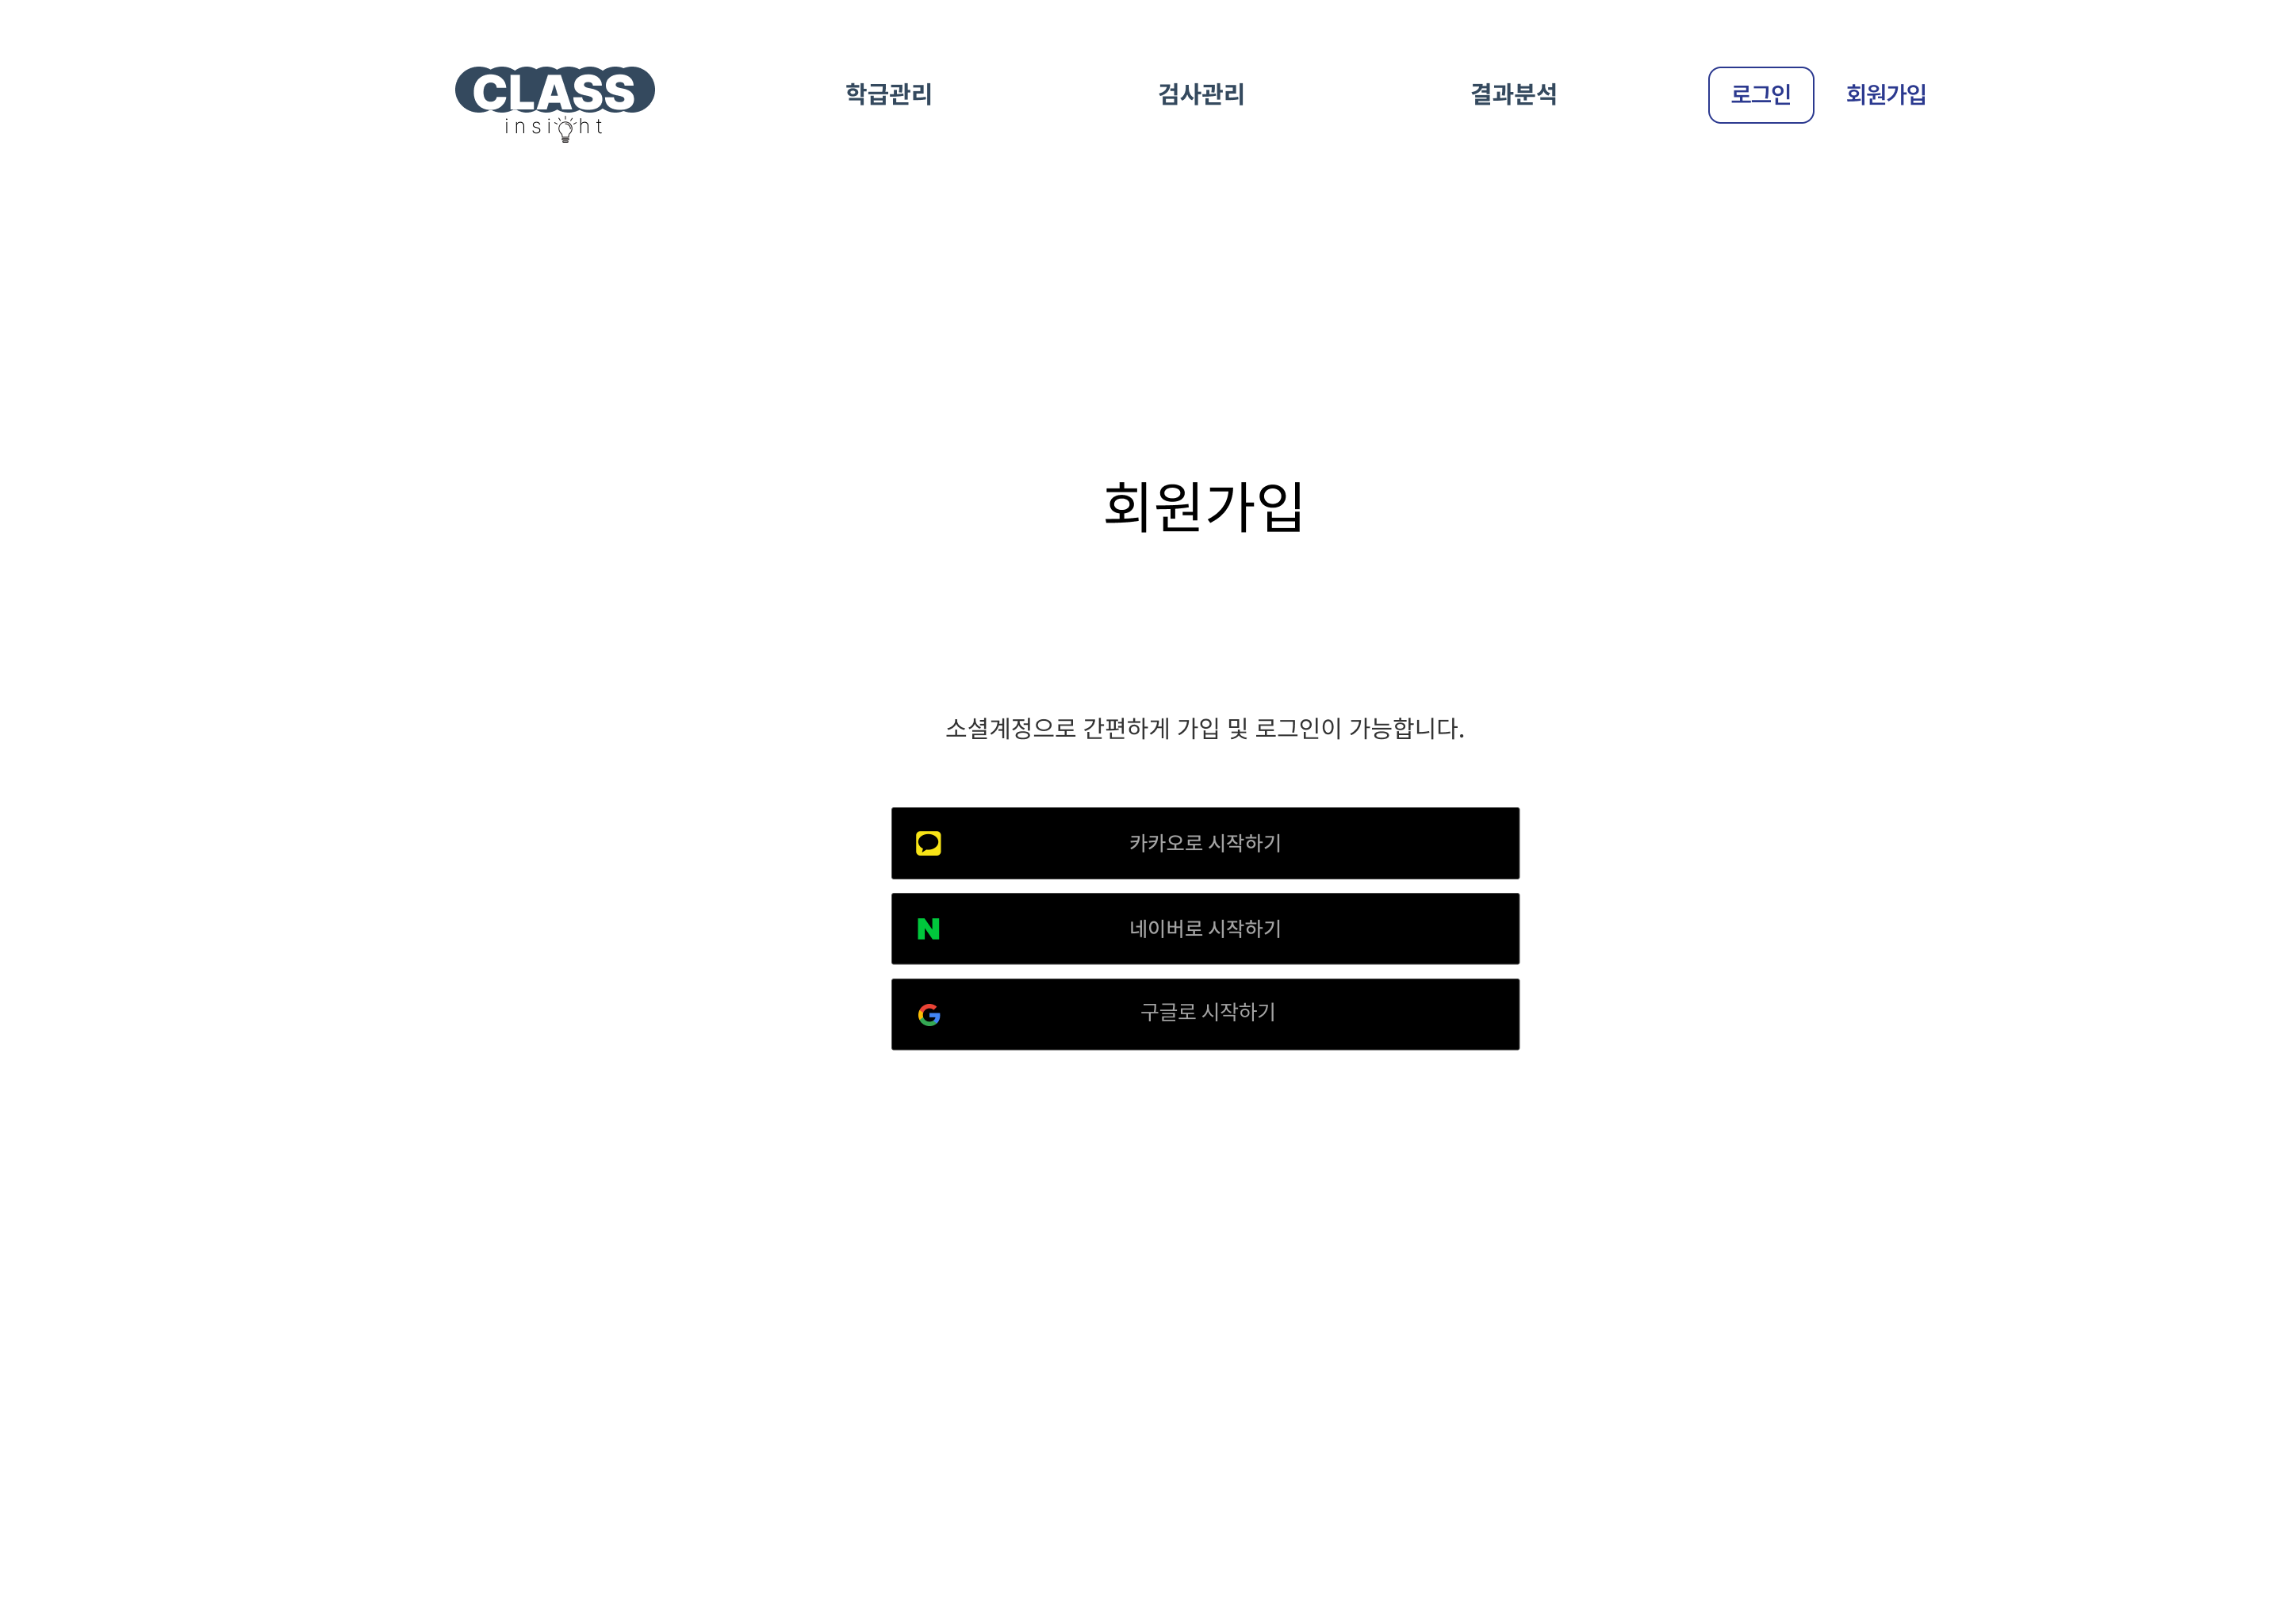 CLASS
insight
학급관리
검사관리
결과분석
로그인
회원가입
회원가입
소셜계정으로 간편하게 가입 및 로그인이 가능합니다.
카카오로 시작하기
네이버로 시작하기
구글로 시작하기